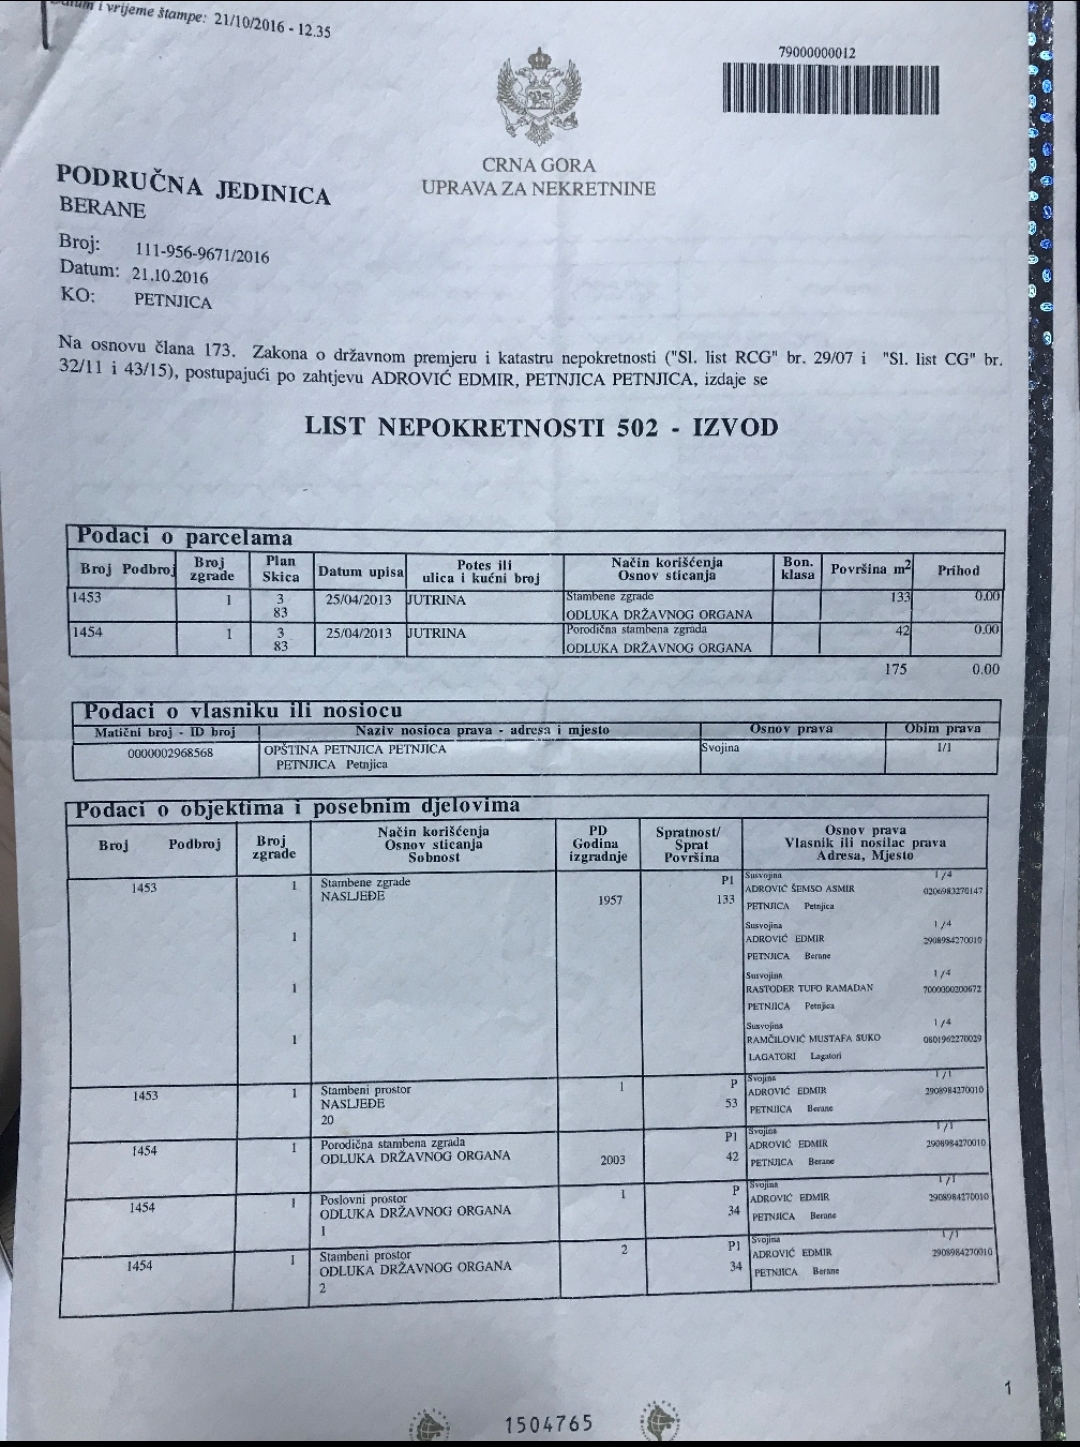 Datum i vrijeme štampe: 21/10/2016 - 12.35
79000000012
CRNA GORA
UPRAVA ZA NEKRETNINE
PODRUČNA JEDINICA
BERANE
Broj: 111-956-9671/2016
Datum: 21.10.2016
KO: PETNJICA
Na osnovu člana 173. Zakona o državnom premjeru i katastru nepokretnosti ("Sl. list RCG" br. 29/07 i "Sl. list CG" br.
32/11 i 43/15), postupajući po zahtjevu ADROVIĆ EDMIR, PETNJICA PETNJICA, izdaje se
LIST NEPOKRETNOSTI 502 - IZVOD
Podaci o parcelama
Broj Podbroj Broj zgrade Plan Skica Datum upisa Potes ili ulica i kućni broj Način korišćenja Osnov sticanja Bon. klasa Površina m2 Prihod
1453 1 3 25/04/2013 JUTRINA Stambene zgrade 133 0.00
83 ODLUKA DRŽAVNOG ORGANA
1454 1 3 25/04/2013 JUTRINA Porodična stambena zgrada 42 0.00
83 ODLUKA DRŽAVNOG ORGANA
175 0.00
Podaci o vlasniku ili nosiocu
Matični broj - ID broj Naziv nosioca prava - adresa i mjesto Osnov prava Obim prava
0000002968568 OPŠTINA PETNJICA PETNJICA Svojina 1/1
PETNJICA Petnjica
Podaci o objektima i posebnim djelovima
Broj Podbroj Broj zgrade Način korišćenja Osnov sticanja Sobnost PD Godina izgradnje Spratnost/ Sprat Površina Osnov prava Vlasnik ili nosilac prava Adresa, Mjesto
1453 1 Stambene zgrade P1 Susvojina 1/4
NASLJEĐE 1957 133 ADROVIĆ ŠEMSO ASMIR 0206983270147
PETNJICA Petnjica
Susvojina 1/4
1 ADROVIĆ EDMIR 2908984270010
PETNJICA Berane
Susvojina 1/4
1 RASTODER TUFO RAMADAN 7000000200672
PETNJICA Petnjica
Susvojina 1/4
1 RAMČILOVIĆ MUSTAFA SUKO 0801962270029
LAGATORI Lagatori
1453 1 Stambeni prostor 1 P Svojina 1/1
NASLJEĐE 53 ADROVIĆ EDMIR 2908984270010
20 PETNJICA Berane
1454 1 Porodična stambena zgrada P1 Svojina 1/1
ODLUKA DRŽAVNOG ORGANA 2003 42 ADROVIĆ EDMIR 2908984270010
PETNJICA Berane
1454 1 Poslovni prostor 1 P Svojina 1/1
ODLUKA DRŽAVNOG ORGANA 34 ADROVIĆ EDMIR 2908984270010
1 PETNJICA Berane
1454 1 Stambeni prostor 2 P1 Svojina 1/1
ODLUKA DRŽAVNOG ORGANA 34 ADROVIĆ EDMIR 2908984270010
2 PETNJICA Berane
1
1504765